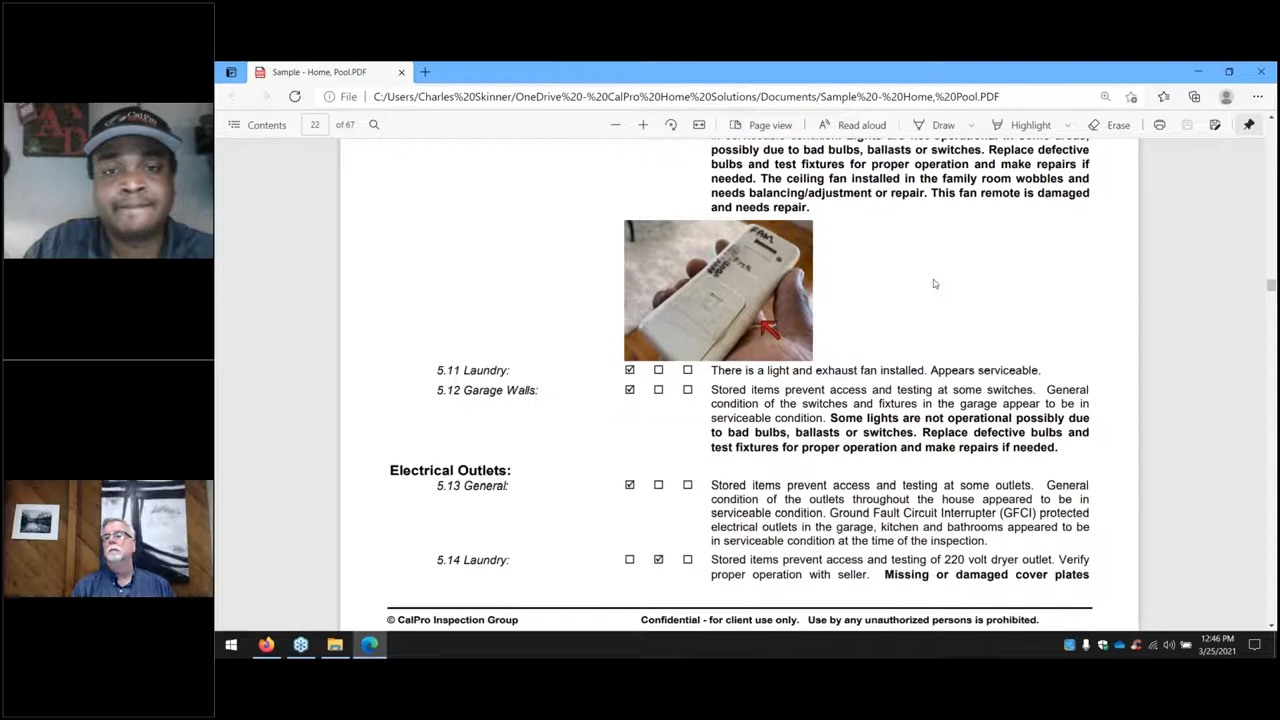 CalPro
Sample - Home, Pool.PDF
File C:/Users/Charles%20Skinner/OneDrive%20-%20CalPro%20Home%20Solutions/Documents/Sample%20-%20Home,%20Pool.PDF
Contents 22 of 67 Page view Read aloud Draw Highlight Erase
possibly due to bad bulbs, ballasts or switches. Replace defective
bulbs and test fixtures for proper operation and make repairs if
needed. The ceiling fan installed in the family room wobbles and
needs balancing/adjustment or repair. This fan remote is damaged
and needs repair.
FAM
5.11 Laundry: There is a light and exhaust fan installed. Appears serviceable.
5.12 Garage Walls: Stored items prevent access and testing at some switches. General
condition of the switches and fixtures in the garage appear to be in
serviceable condition. Some lights are not operational possibly due
to bad bulbs, ballasts or switches. Replace defective bulbs and
test fixtures for proper operation and make repairs if needed.
Electrical Outlets:
5.13 General: Stored items prevent access and testing at some outlets. General
condition of the outlets throughout the house appeared to be in
serviceable condition. Ground Fault Circuit Interrupter (GFCI) protected
electrical outlets in the garage, kitchen and bathrooms appeared to be
in serviceable condition at the time of the inspection.
5.14 Laundry: Stored items prevent access and testing of 220 volt dryer outlet. Verify
proper operation with seller. Missing or damaged cover plates
© CalPro Inspection Group Confidential - for client use only. Use by any unauthorized persons is prohibited.
12:46 PM
3/25/2021